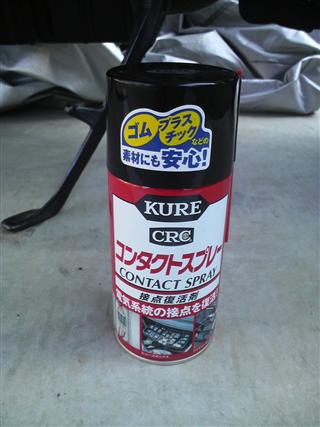 ゴム プラスチックなどの
素材にも安心!
KURE
CRC
コンタクトスプレー
CONTACT SPRAY
接点復活剤
電気系統の接点を復活